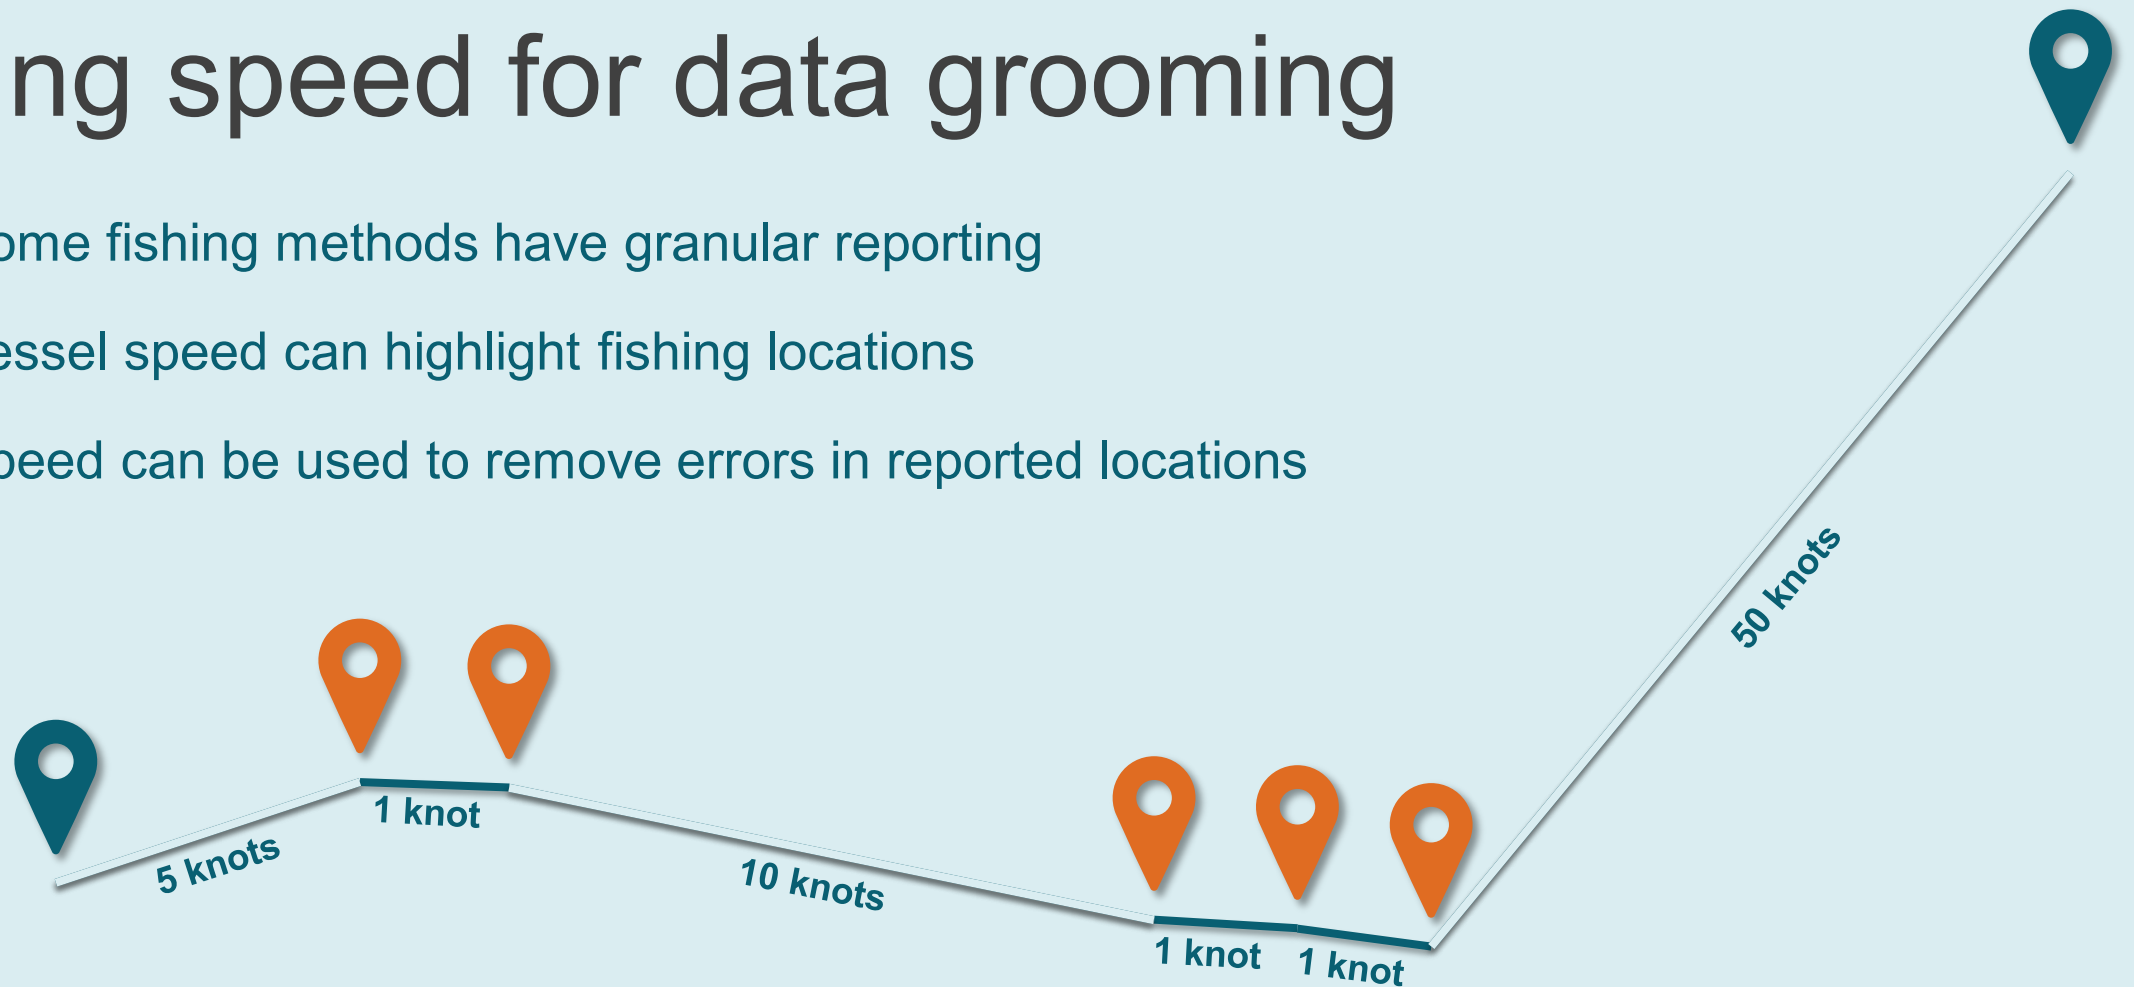 ng speed for data grooming
ome fishing methods have granular reporting
essel speed can highlight fishing locations
peed can be used to remove errors in reported locations
50 knots
1 knot
5 knots
10 knots
1 knot
1 knot